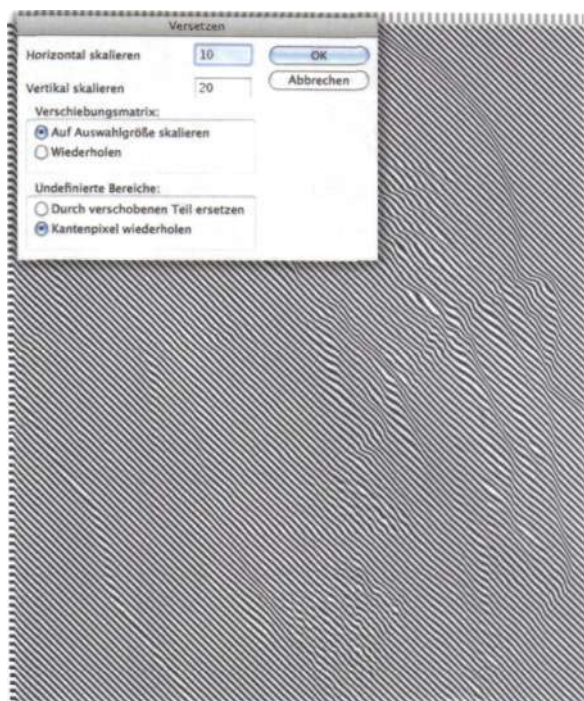 Versetzen
Horizontal skalieren 10 OK
Vertikal skalieren 20 Abbrechen
Verschiebungsmatrix:
Auf Auswahlgröße skalieren
Wiederholen
Undefinierte Bereiche:
Durch verschobenen Teil ersetzen
Kantenpixel wiederholen